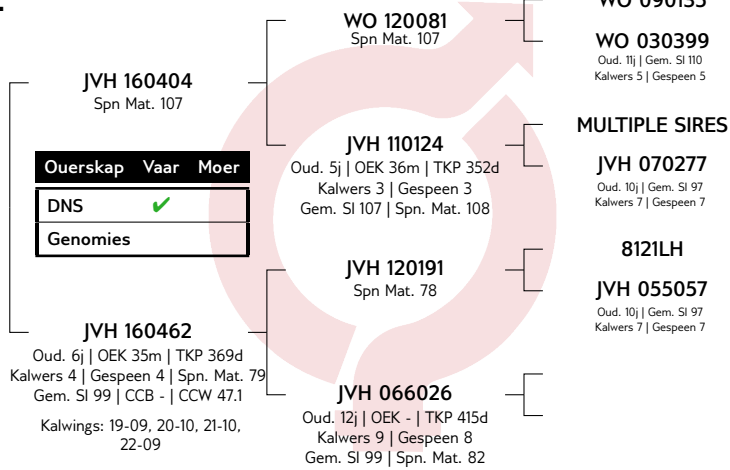 WO 090135
WO 120081
Spn Mat. 107
WO 030399
Oud. 11j | Gem. SI 110
Kalwers 5 | Gespeen 5
JVH 160404
Spn Mat. 107
MULTIPLE SIRES
JVH 110124
Oud. 5j | OEK 36m | TKP 352d
Kalwers 3 | Gespeen 3
Gem. SI 107 | Spn. Mat. 108
JVH 070277
Oud. 10j | Gem. SI 97
Kalwers 7 | Gespeen 7
Ouerskap Vaar Moer
DNS ✔
Genomies
8121LH
JVH 120191
Spn Mat. 78
JVH 055057
Oud. 10j | Gem. SI 97
Kalwers 7 | Gespeen 7
JVH 160462
Oud. 6j | OEK 35m | TKP 369d
Kalwers 4 | Gespeen 4 | Spn. Mat. 79
Gem. SI 99 | CCB - | CCW 47.1
Kalwings: 19-09, 20-10, 21-10,
22-09
JVH 066026
Oud. 12j | OEK - | TKP 415d
Kalwers 9 | Gespeen 8
Gem. SI 99 | Spn. Mat. 82